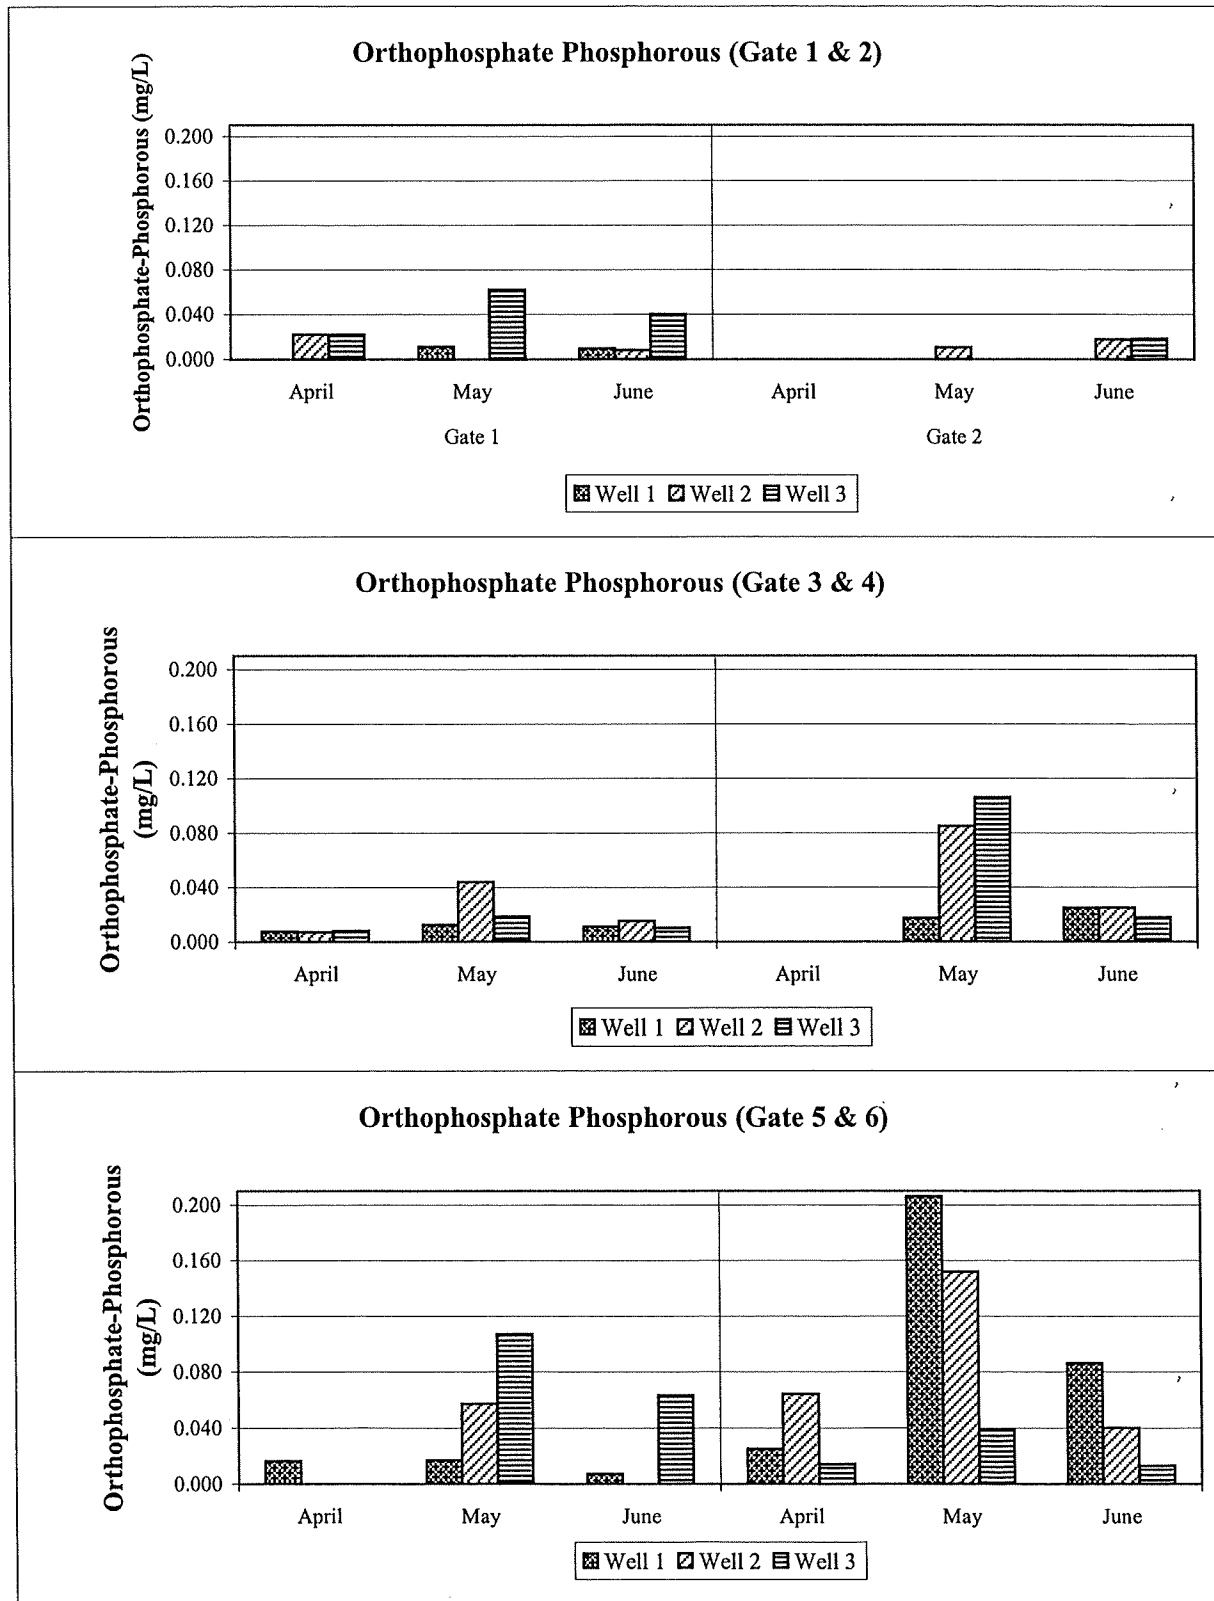 Orthophosphate Phosphorous (Gate 1 & 2)
Orthophosphate-Phosphorous (mg/L)
0.200
0.160
0.120
0.080
0.040
0.000
April May June April May June
Gate 1 Gate 2
Well 1 Well 2 Well 3
Orthophosphate Phosphorous (Gate 3 & 4)
Orthophosphate-Phosphorous
(mg/L)
0.200
0.160
0.120
0.080
0.040
0.000
April May June April May June
Well 1 Well 2 Well 3
Orthophosphate Phosphorous (Gate 5 & 6)
Orthophosphate-Phosphorous
(mg/L)
0.200
0.160
0.120
0.080
0.040
0.000
April May June April May June
Well 1 Well 2 Well 3